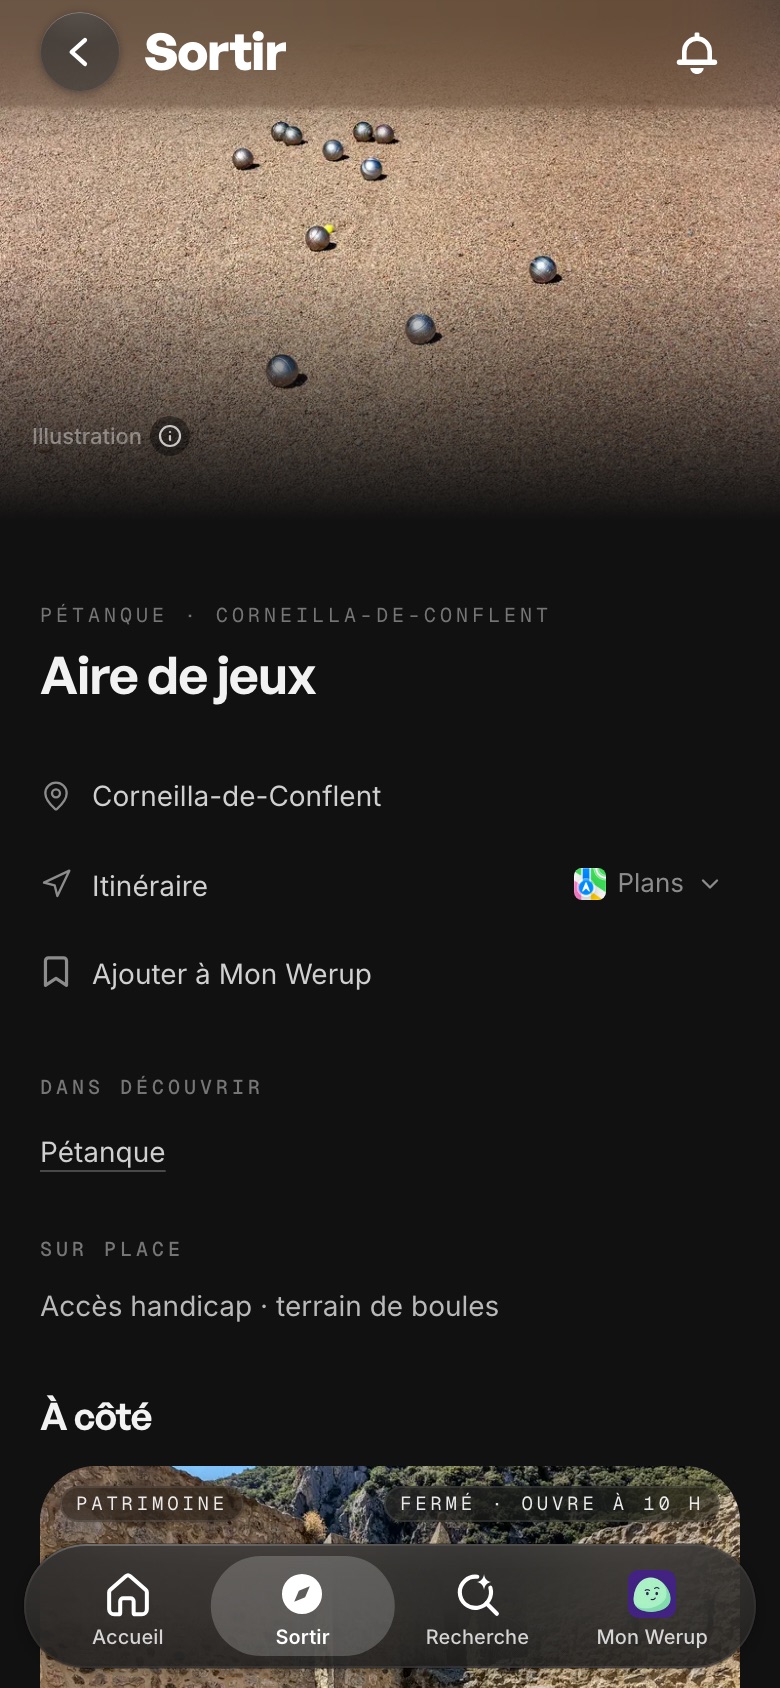 Sortir
Illustration
PÉTANQUE · CORNEILLA-DE-CONFLENT
Aire de jeux
Corneilla-de-Conflent
Itinéraire
Plans
Ajouter à Mon Werup
DANS DÉCOUVRIR
Pétanque
SUR PLACE
Accès handicap · terrain de boules
À côté
PATRIMOINE
FERMÉ · OUVRE À 10 H
Accueil
Sortir
Recherche
Mon Werup